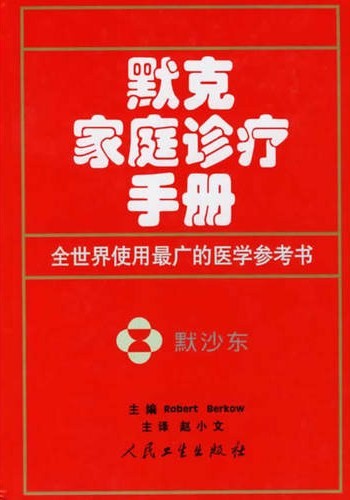 默克
家庭诊疗
手册
全世界使用最广的医学参考书
默沙东
主编 Robert Berkow
主译 赵小文
人民卫生出版社